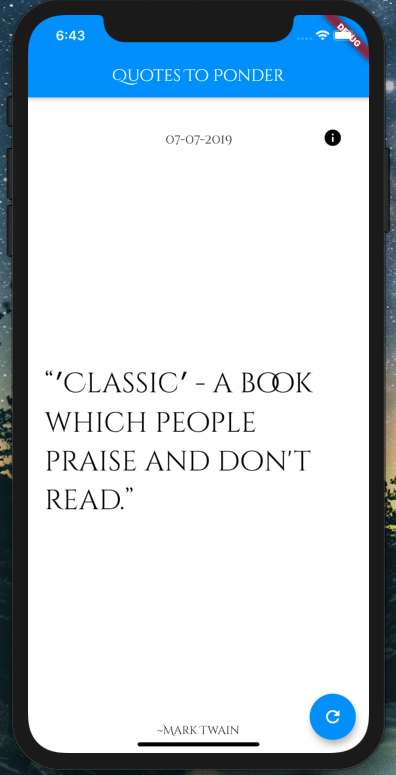 6:43
DEBUG
Quotes To Ponder
07-07-2019
“'Classic' - a book
which people
praise and don't
read.”
~Mark Twain